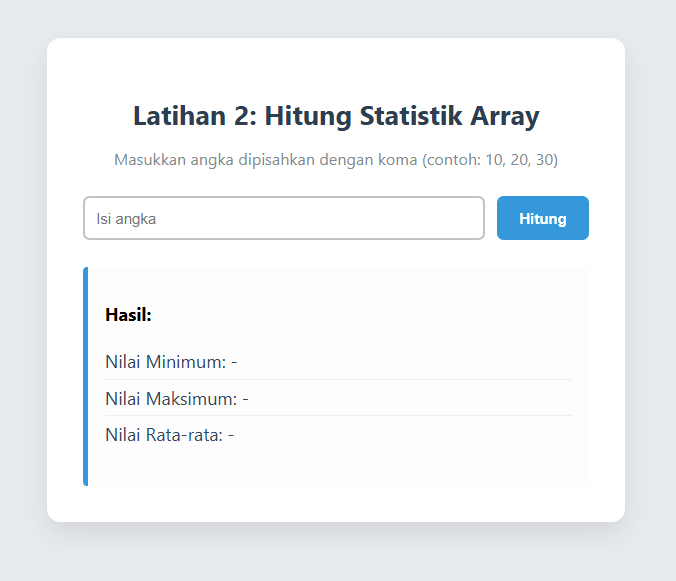 Latihan 2: Hitung Statistik Array
Masukkan angka dipisahkan dengan koma (contoh: 10, 20, 30)
Isi angka
Hitung
Hasil:
Nilai Minimum: -
Nilai Maksimum: -
Nilai Rata-rata: -